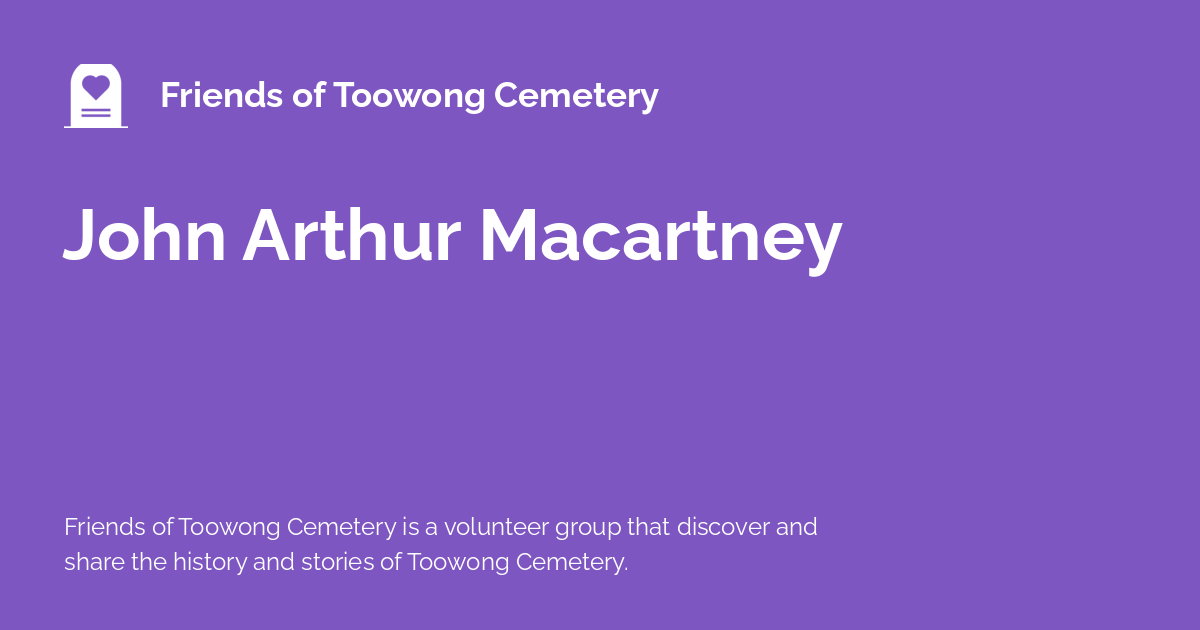 Friends of Toowong Cemetery
John Arthur Macartney
Friends of Toowong Cemetery is a volunteer group that discover and
share the history and stories of Toowong Cemetery.